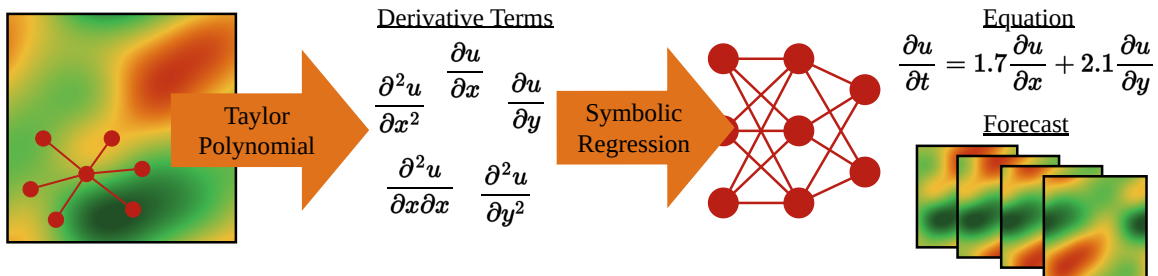 Taylor
Polynomial
Derivative Terms
∂u/∂x
∂²u/∂x²
∂u/∂y
∂²u/∂x∂x
∂²u/∂y²
Symbolic
Regression
Equation
∂u/∂t = 1.7 ∂u/∂x + 2.1 ∂u/∂y
Forecast